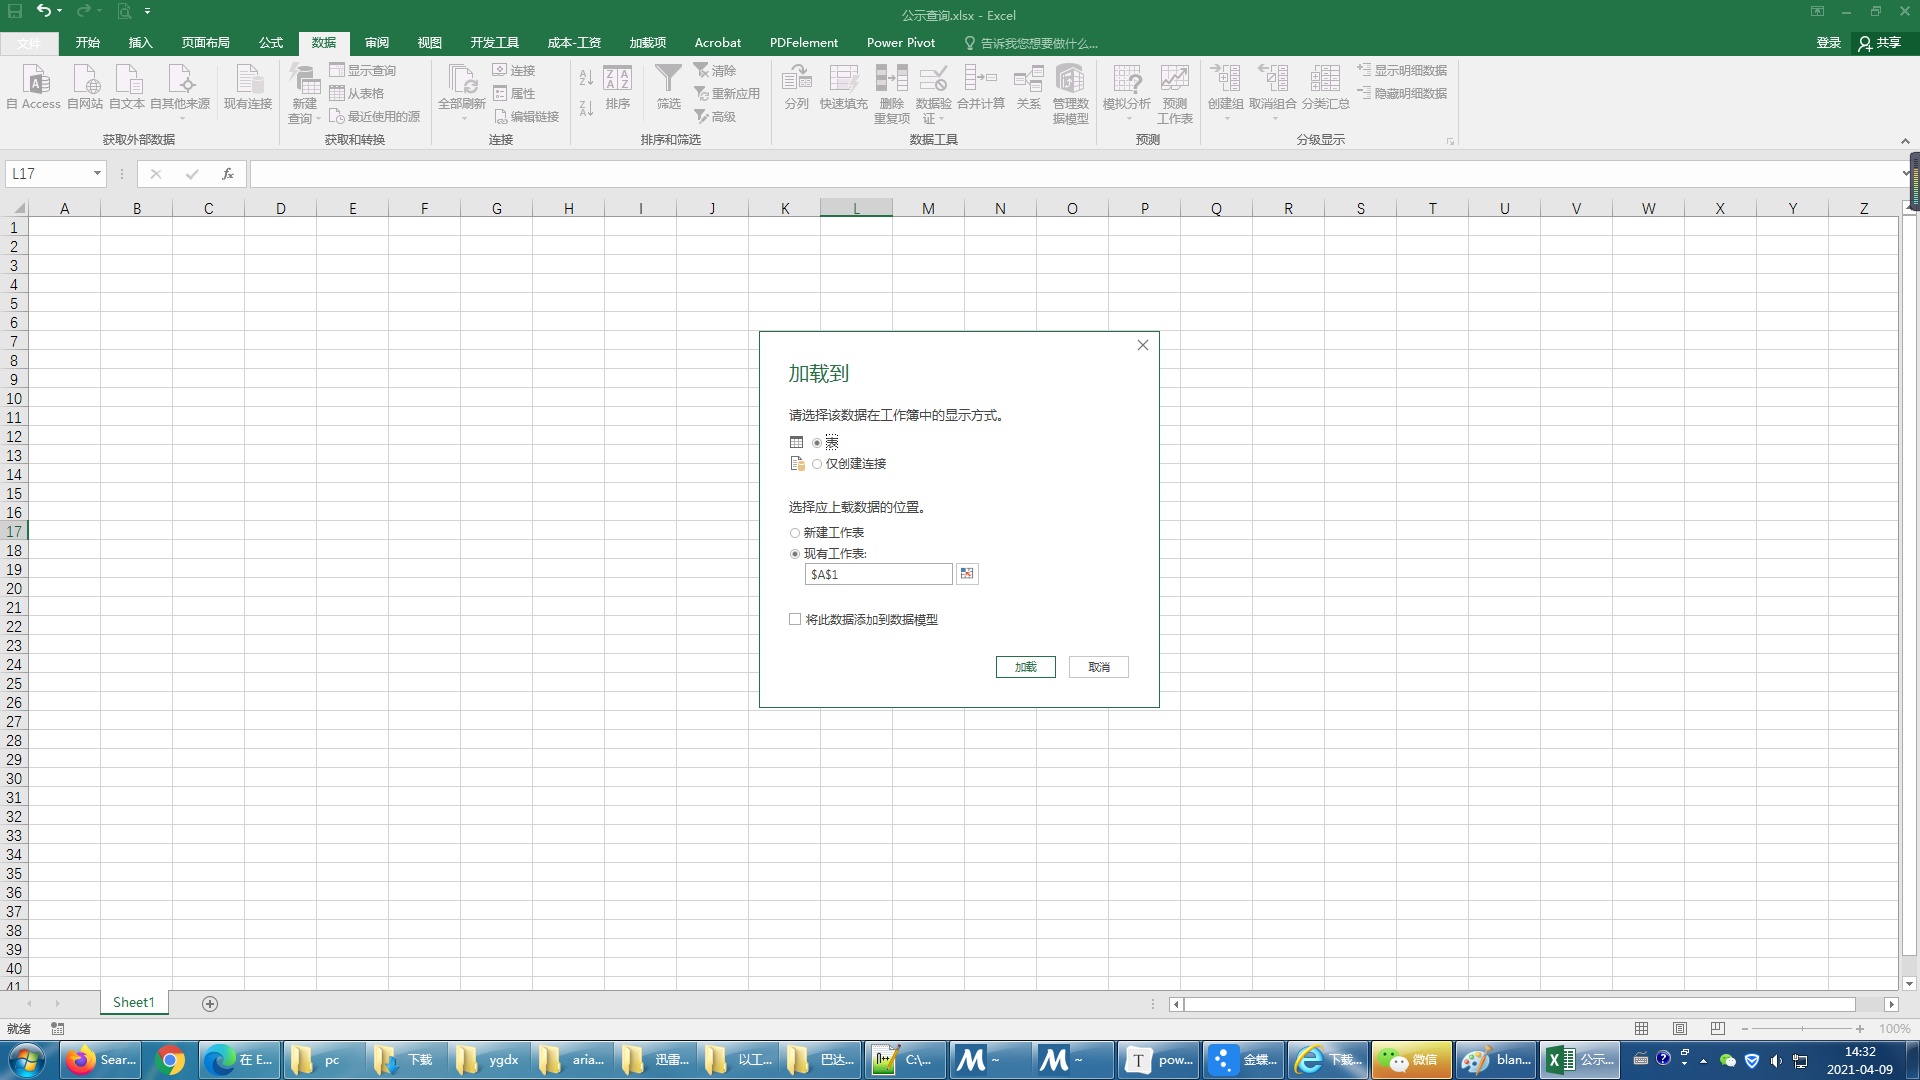 公示查询.xlsx - Excel
文件 开始 插入 页面布局 公式 数据 审阅 视图 开发工具 成本-工资 加载项 Acrobat PDFelement Power Pivot 告诉我您想要做什么... 登录 共享
自 Access 自网站 自文本 自其他来源 现有连接 新建查询 显示查询 从表格 最近使用的源 全部刷新 连接 属性 编辑链接 排序 筛选 清除 重新应用 高级 分列 快速填充 删除重复项 数据验证 合并计算 关系 管理数据模型 模拟分析 预测工作表 创建组 取消组合 分类汇总 显示明细数据 隐藏明细数据
获取外部数据 获取和转换 连接 排序和筛选 数据工具 预测 分级显示
L17 fx
A B C D E F G H I J K L M N O P Q R S T U V W X Y Z
1
2
3
4
5
6
7
8
9
10
11
12
13
14
15
16
17
18
19
20
21
22
23
24
25
26
27
28
29
30
31
32
33
34
35
36
37
38
39
40
41
加载到
请选择该数据在工作簿中的显示方式。
表
仅创建连接
选择应上载数据的位置。
新建工作表
现有工作表:
$A$1
将此数据添加到数据模型
加载 取消
Sheet1
就绪 100%
Sear... 在 E... pc 下载 ygdx aria... 迅雷... 以工... 巴达... C:\... ~ ~ pow... 金蝶... 下载... 微信 blan... 公示... 14:32
2021-04-09